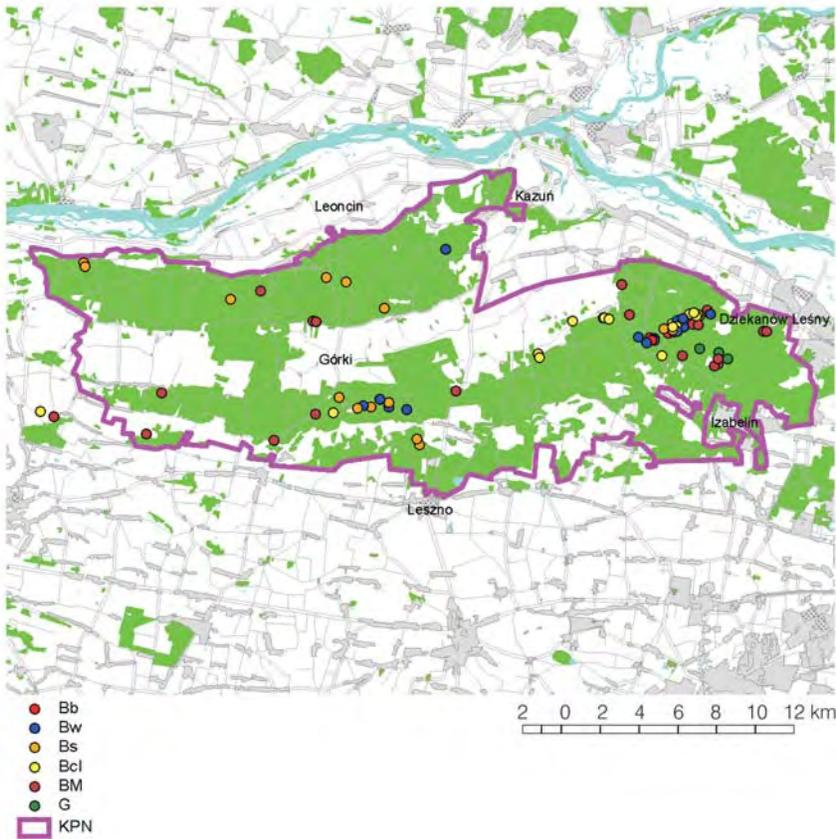 Kazuń
Leoncin
Dziekanów Leśny
Górki
Izabelin
Leszno
Bb
Bw
Bs
Bcl
BM
G
KPN
2 0 2 4 6 8 10 12 km